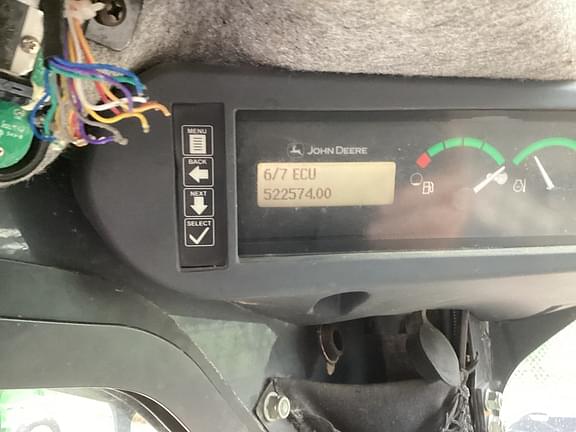 MENU
BACK
NEXT
SELECT
JOHN DEERE
6/7 ECU
522574.00